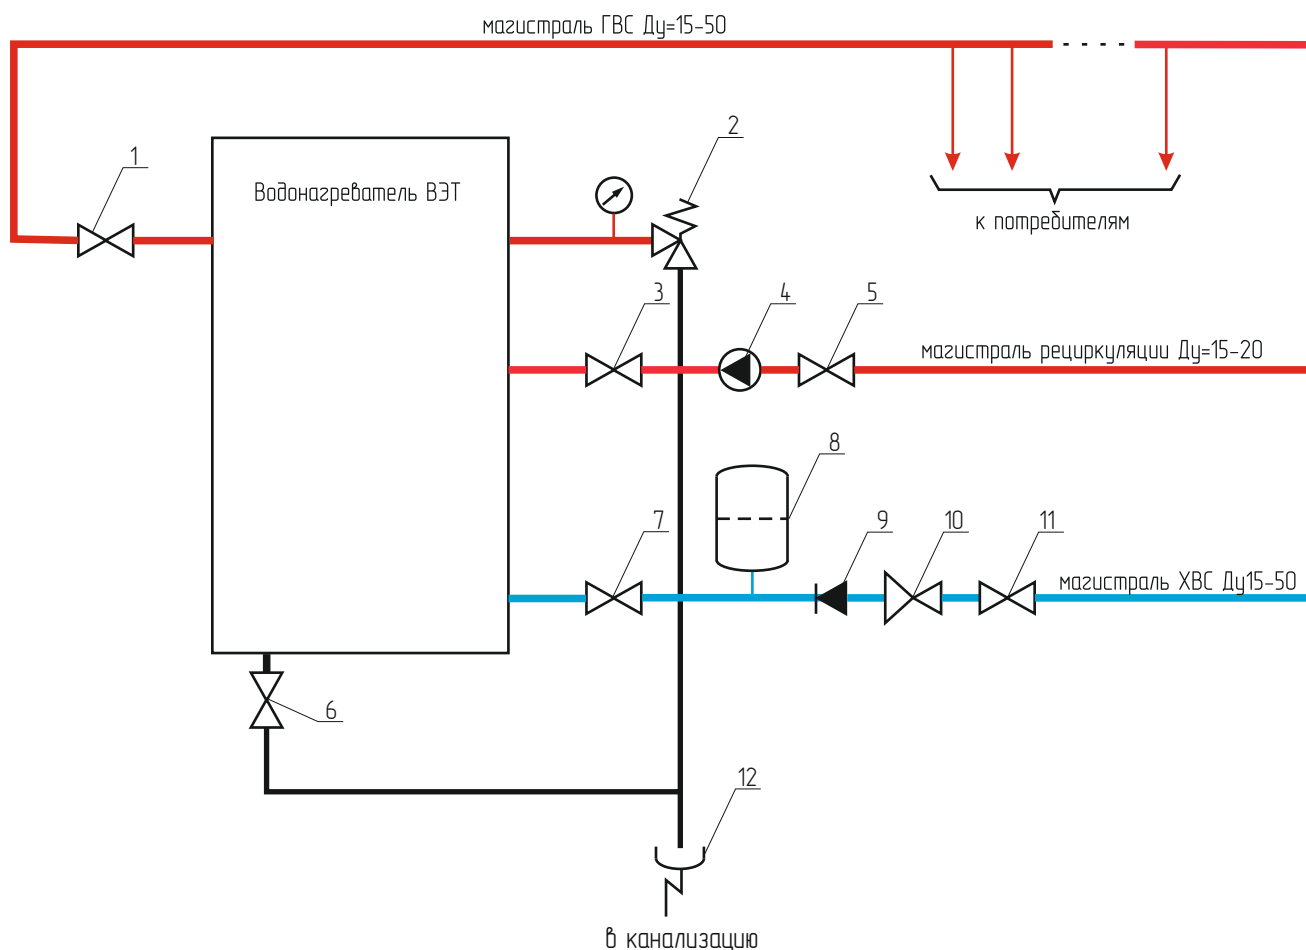 магистраль ГВС Ду=15-50
2
1
Водонагреватель ВЭТ
к потребителям
3
4
5
магистраль рециркуляции Ду=15-20
8
7
9
10
11
магистраль ХВС Ду15-50
6
12
в канализацию